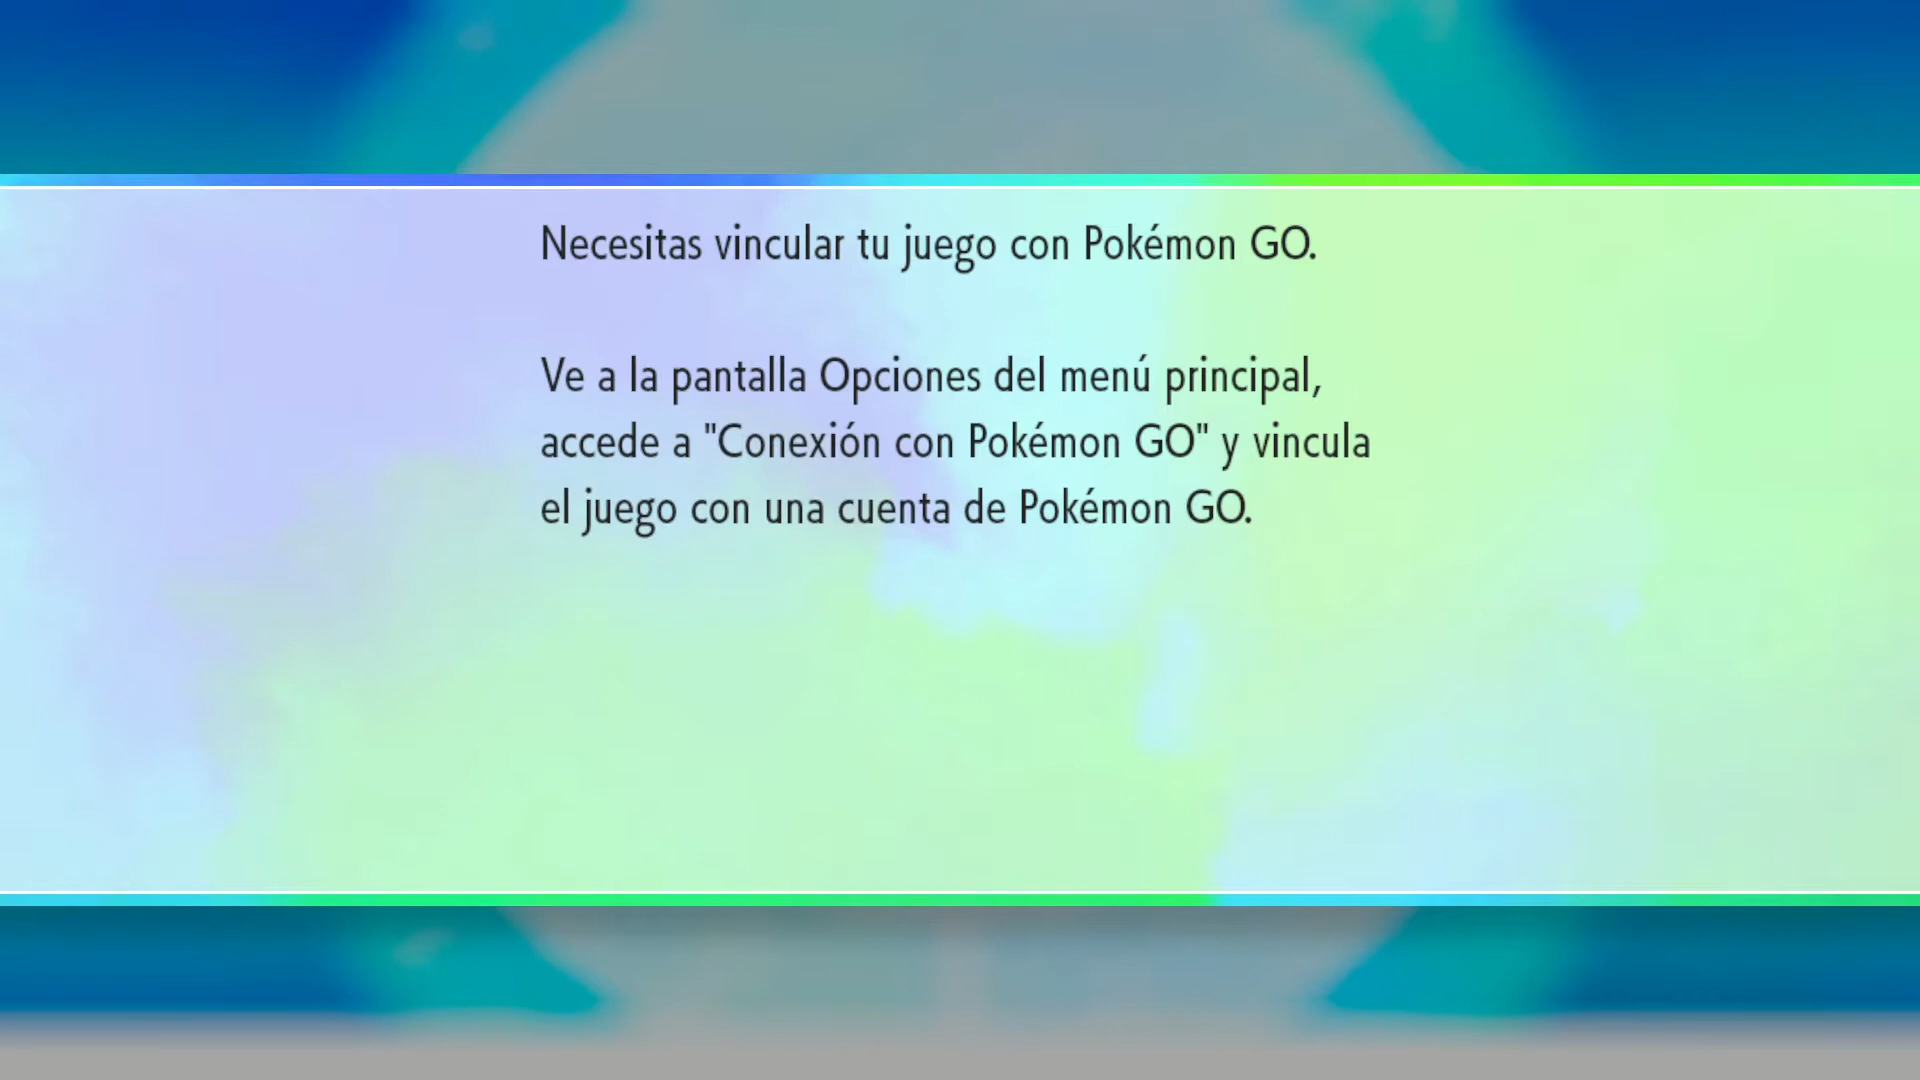 Necesitas vincular tu juego con Pokémon GO.
Ve a la pantalla Opciones del menú principal,
accede a "Conexión con Pokémon GO" y vincula
el juego con una cuenta de Pokémon GO.